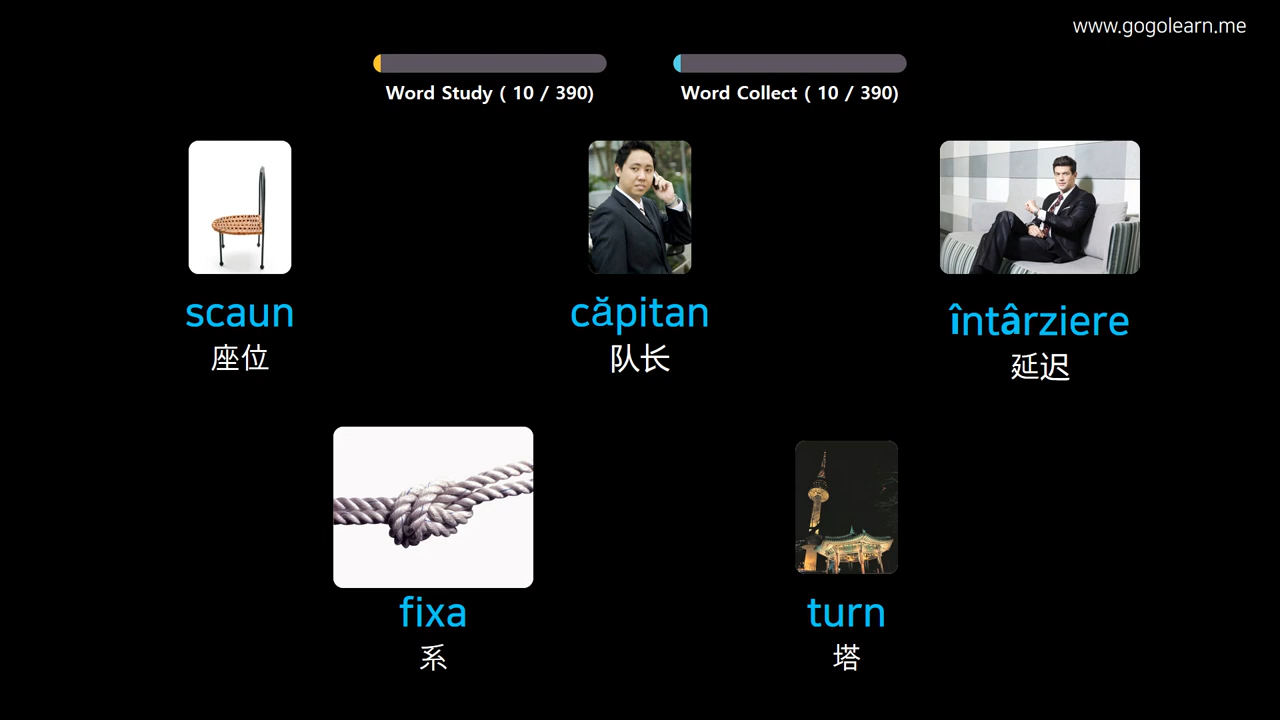 www.gogolearn.me
Word Study ( 10 / 390)
Word Collect ( 10 / 390)
scaun
座位
căpitan
队长
întârziere
延迟
fixa
系
turn
塔